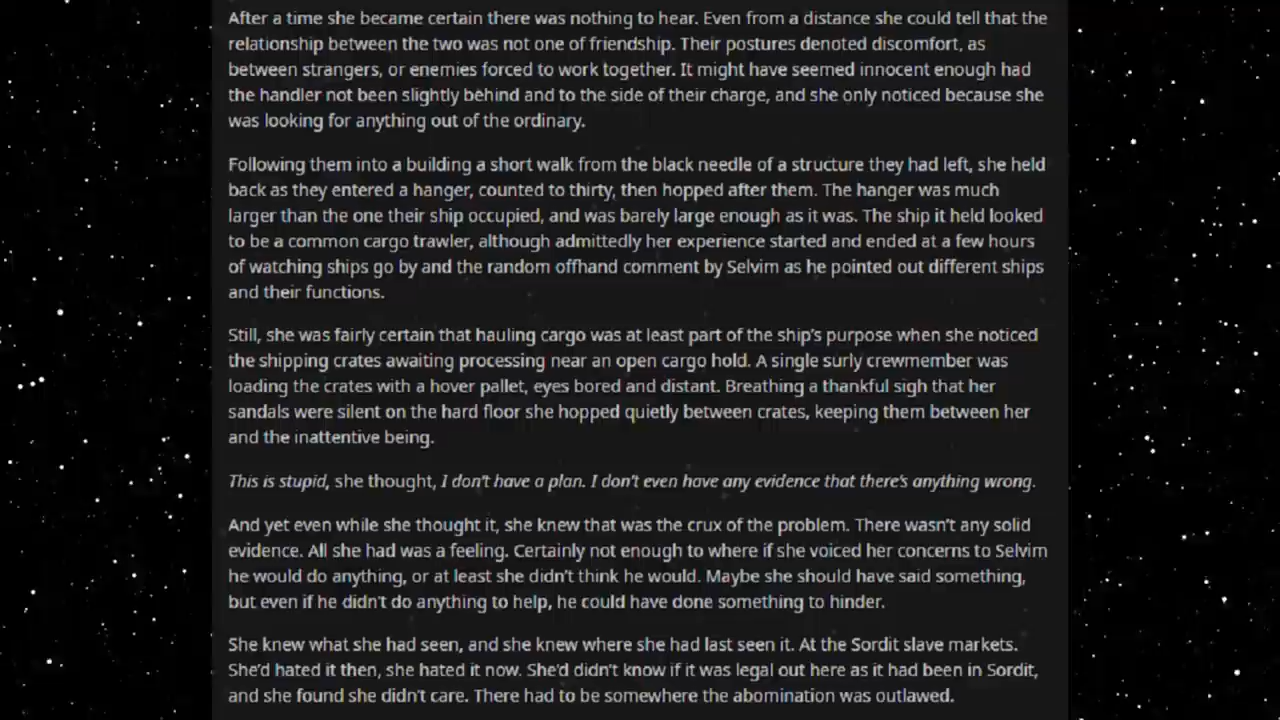 After a time she became certain there was nothing to hear. Even from a distance she could tell that the
relationship between the two was not one of friendship. Their postures denoted discomfort, as
between strangers, or enemies forced to work together. It might have seemed innocent enough had
the handler not been slightly behind and to the side of their charge, and she only noticed because she
was looking for anything out of the ordinary.
Following them into a building a short walk from the black needle of a structure they had left, she held
back as they entered a hanger, counted to thirty, then hopped after them. The hanger was much
larger than the one their ship occupied, and was barely large enough as it was. The ship it held looked
to be a common cargo trawler, although admittedly her experience started and ended at a few hours
of watching ships go by and the random offhand comment by Selvim as he pointed out different ships
and their functions.
Still, she was fairly certain that hauling cargo was at least part of the ship's purpose when she noticed
the shipping crates awaiting processing near an open cargo hold. A single surly crewmember was
loading the crates with a hover pallet, eyes bored and distant. Breathing a thankful sigh that her
sandals were silent on the hard floor she hopped quietly between crates, keeping them between her
and the inattentive being.
This is stupid, she thought, I don't have a plan. I don't even have any evidence that there's anything wrong.
And yet even while she thought it, she knew that was the crux of the problem. There wasn't any solid
evidence. All she had was a feeling. Certainly not enough to where if she voiced her concerns to Selvim
he would do anything, or at least she didn't think he would. Maybe she should have said something,
but even if he didn't do anything to help, he could have done something to hinder.
She knew what she had seen, and she knew where she had last seen it. At the Sordit slave markets.
She'd hated it then, she hated it now. She'd didn't know if it was legal out here as it had been in Sordit,
and she found she didn't care. There had to be somewhere the abomination was outlawed.